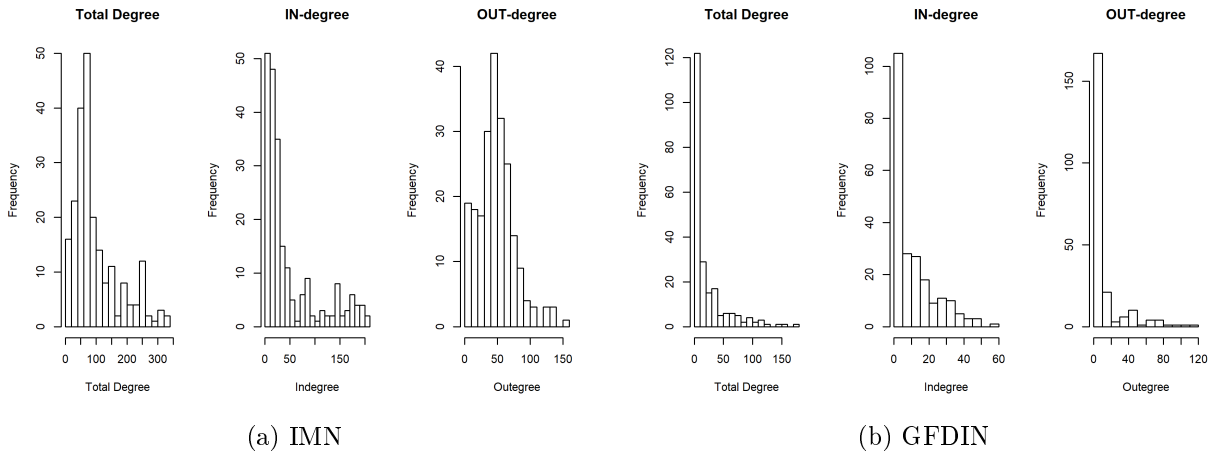 Total Degree
IN-degree
OUT-degree
Total Degree
IN-degree
OUT-degree
Frequency
0 10 20 30 40 50
0 100 200 300
Total Degree
Frequency
0 10 20 30 40 50
0 50 150
Indegree
Frequency
0 10 20 30 40
0 50 100 150
Outegree
Frequency
0 20 40 60 80 100 120
0 50 100 150
Total Degree
Frequency
0 20 40 60 80 100
0 20 40 60
Indegree
Frequency
0 50 100 150
0 40 80 120
Outegree
(a) IMN
(b) GFDIN